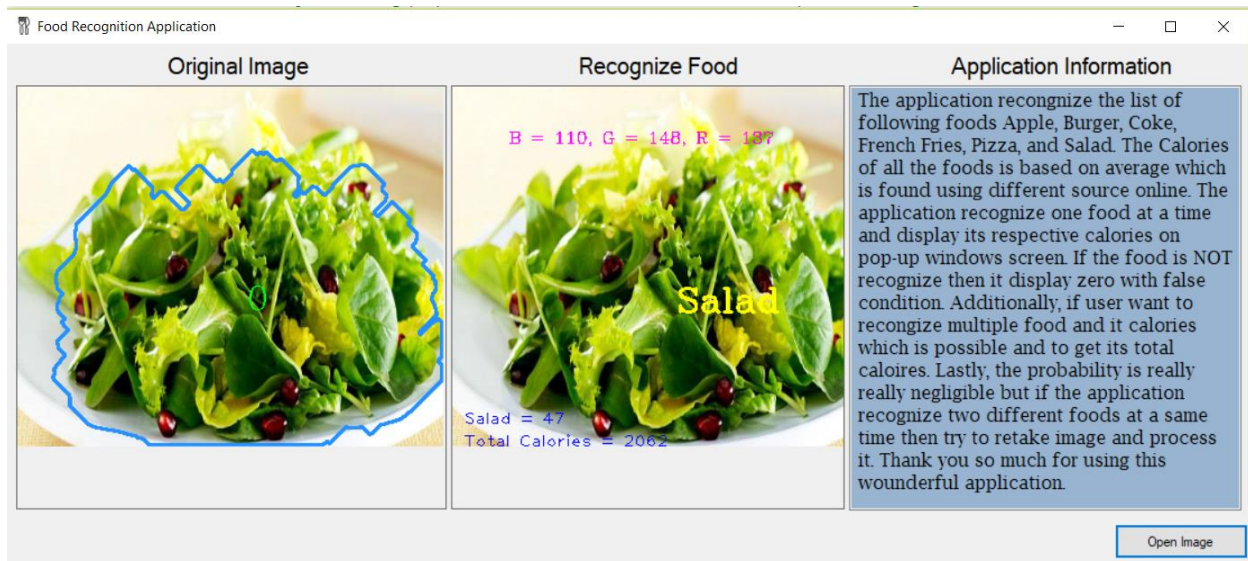 Food Recognition Application
Original Image
Recognize Food
Application Information
0
B = 110, G = 148, R = 137
Salad
Salad = 47
Total Calories = 2062
The application recongnize the list of
following foods Apple, Burger, Coke,
French Fries, Pizza, and Salad. The Calories
of all the foods is based on average which
is found using different source online. The
application recognize one food at a time
and display its respective calories on
pop-up windows screen. If the food is NOT
recognize then it display zero with false
condition. Additionally, if user want to
recongize multiple food and it calories
which is possible and to get its total
caloires. Lastly, the probability is really
really negligible but if the application
recognize two different foods at a same
time then try to retake image and process
it. Thank you so much for using this
wounderful application.
Open Image